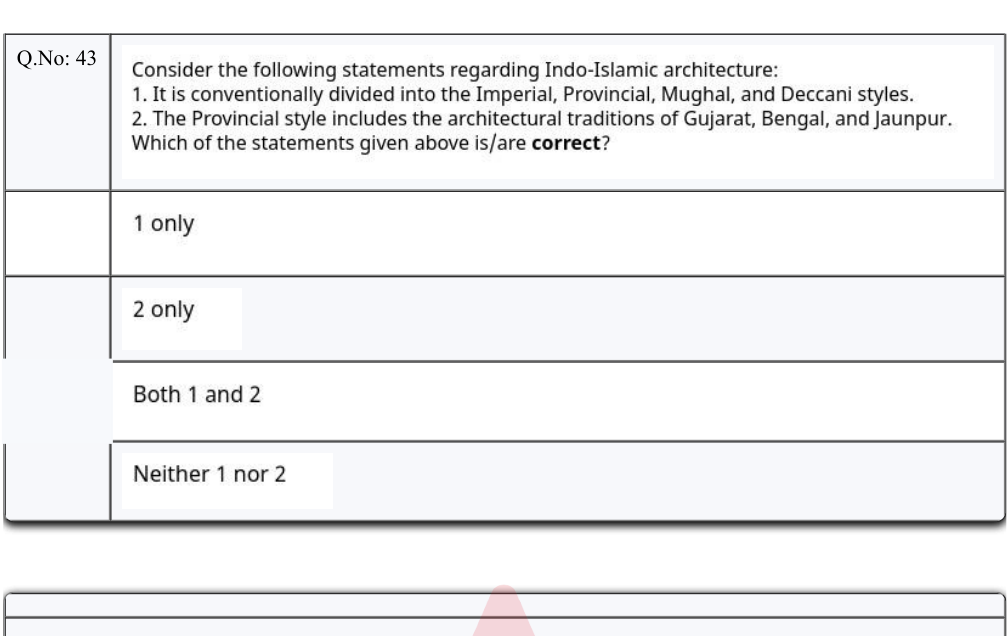 Q.No: 43
Consider the following statements regarding Indo-Islamic architecture:
1. It is conventionally divided into the Imperial, Provincial, Mughal, and Deccani styles.
2. The Provincial style includes the architectural traditions of Gujarat, Bengal, and Jaunpur.
Which of the statements given above is/are correct?
1 only
2 only
Both 1 and 2
Neither 1 nor 2